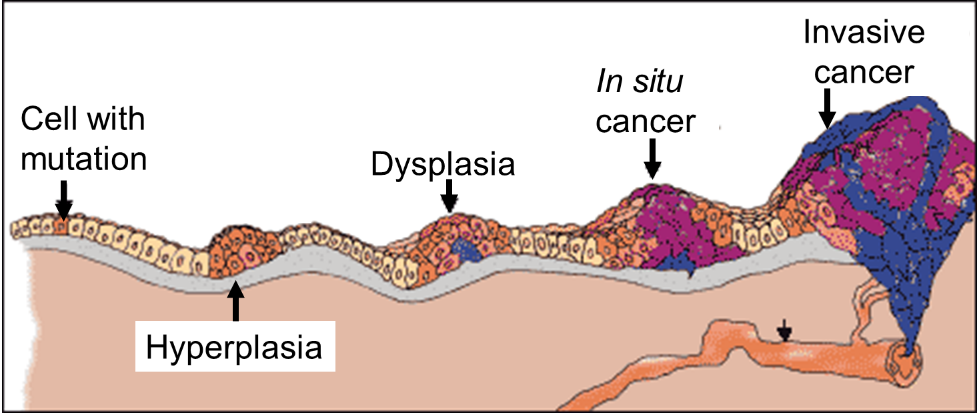 Cell with
mutation
Hyperplasia
Dysplasia
In situ
cancer
Invasive
cancer